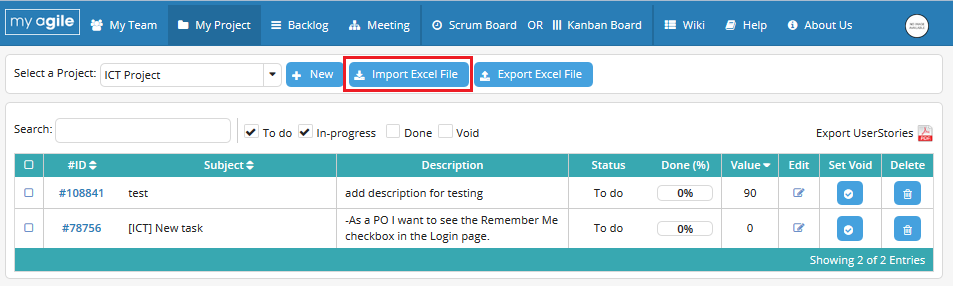 my agile My Team My Project Backlog Meeting Scrum Board OR Kanban Board Wiki Help About Us
Select a Project: ICT Project New Import Excel File Export Excel File
Search: To do In-progress Done Void Export UserStories PDF
#ID Subject Description Status Done (%) Value Edit Set Void Delete
#108841 test add description for testing To do 0% 90
#78756 [ICT] New task -As a PO I want to see the Remember Me
checkbox in the Login page. To do 0% 0
Showing 2 of 2 Entries